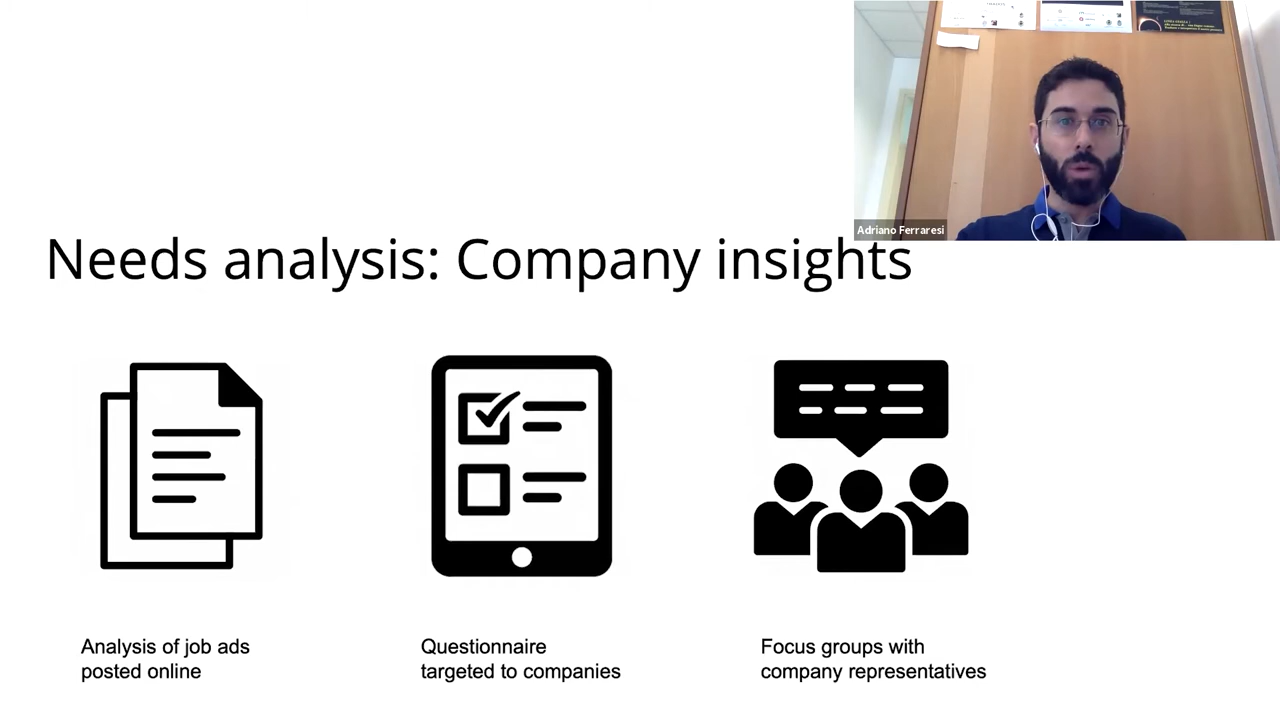 Adriano Ferraresi
Needs analysis: Company insights
Analysis of job ads
posted online
Questionnaire
targeted to companies
Focus groups with
company representatives